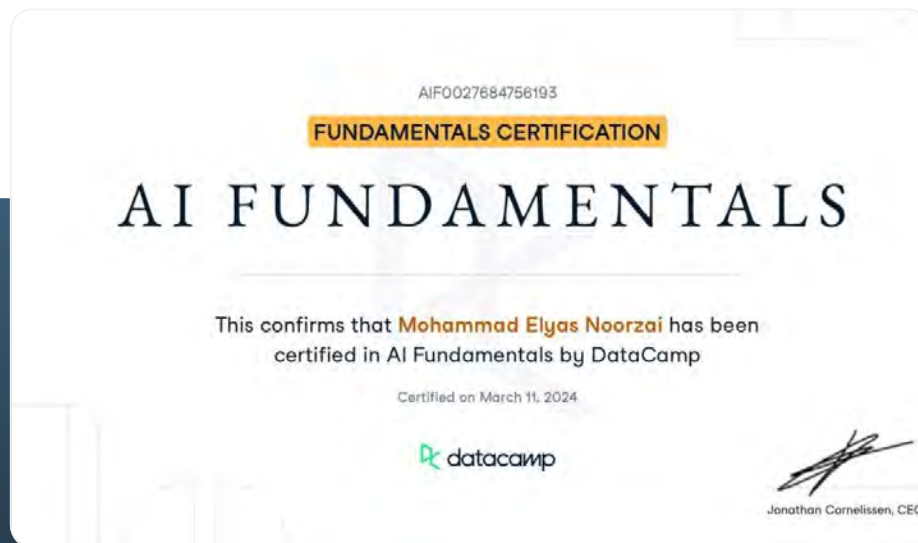 AIF0027684756193
FUNDAMENTALS CERTIFICATION
AI FUNDAMENTALS
This confirms that Mohammad Elyas Noorzai has been
certified in AI Fundamentals by DataCamp
Certified on March 11, 2024
datacamp
Jonathan Cornelissen, CEO